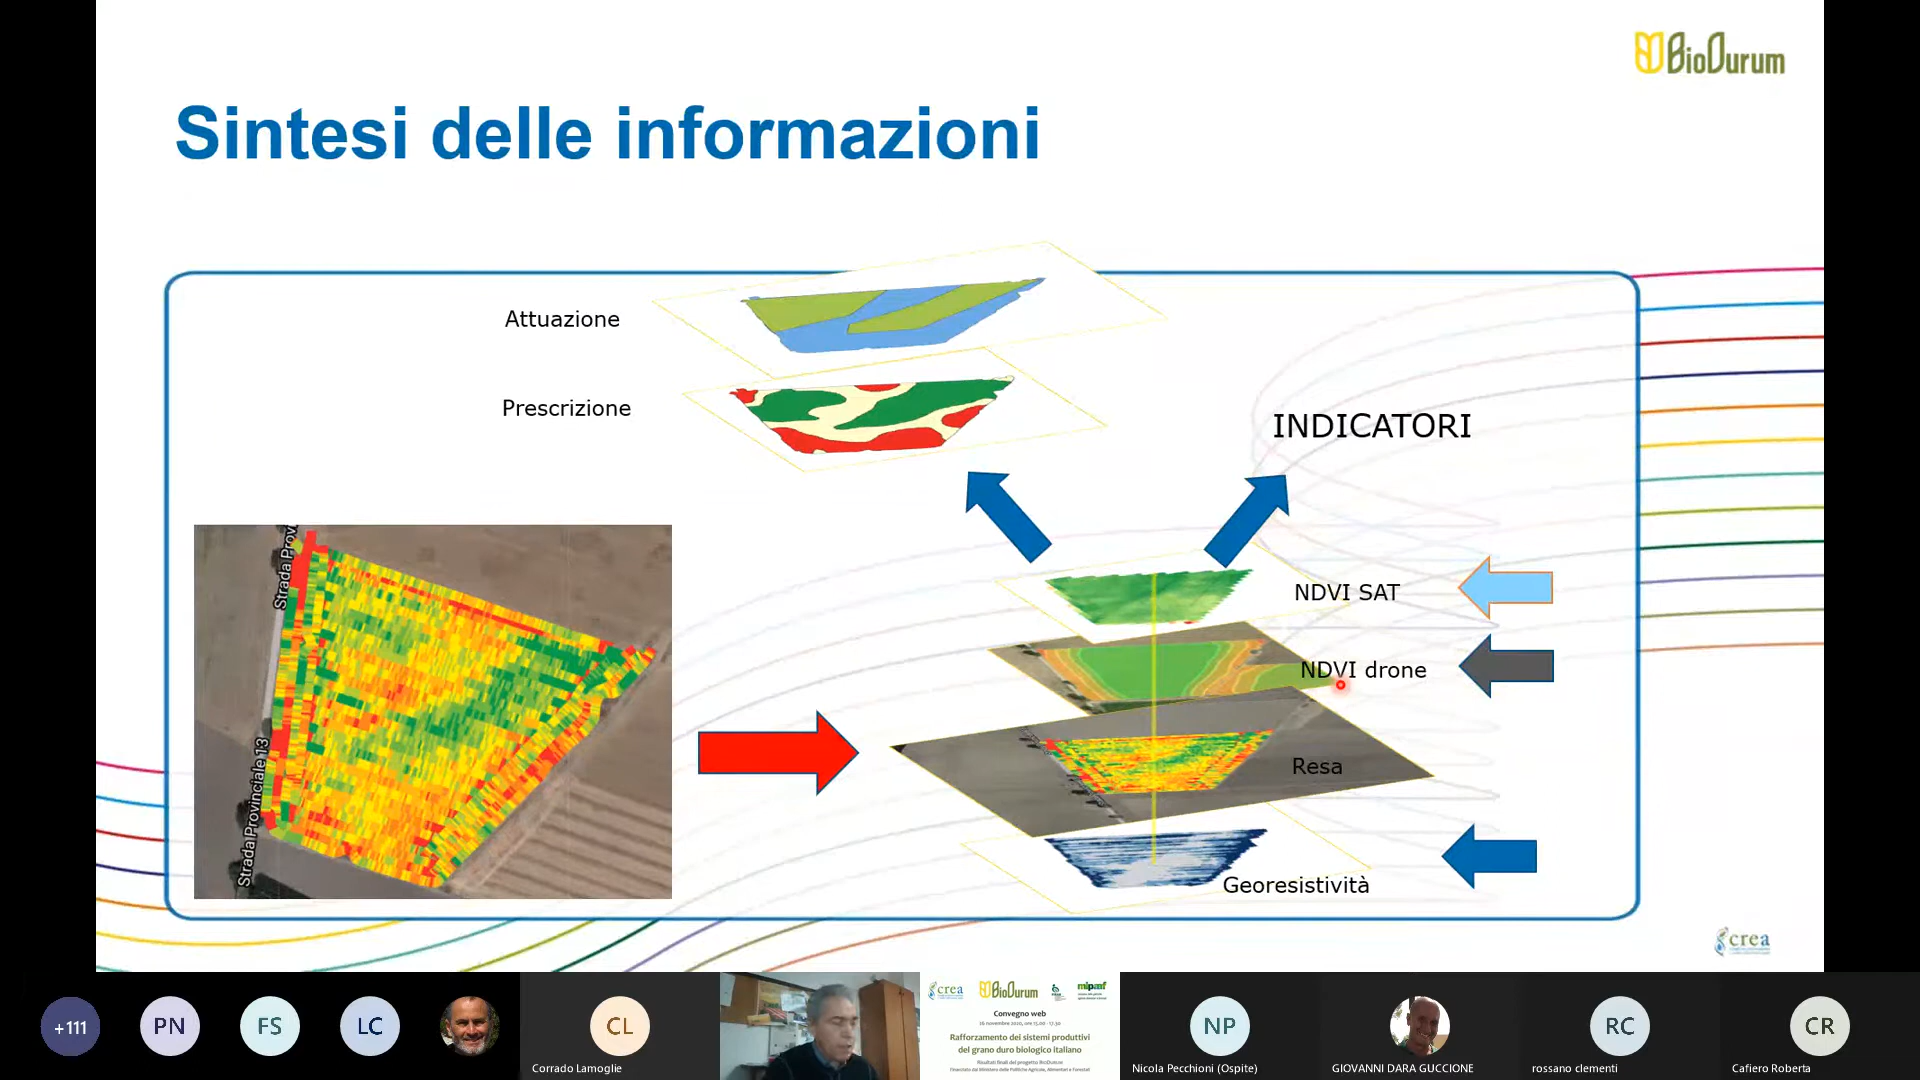 BioDurum
Sintesi delle informazioni
Attuazione
Prescrizione
INDICATORI
NDVI SAT
NDVI drone
Resa
Georesistività
Strada Prov
Strada Provinciale 13
crea
+111
PN
FS
LC
CL
Corrado Lamoglie
crea
BioDurum
mipaaf
Convegno web
26 novembre 2020, ore 15,00 - 17.30
Rafforzamento dei sistemi produttivi
del grano duro biologico italiano
Risultati finali del progetto BioDurum
Finanziato dal Ministero delle Politiche Agricole, Alimentari e Forestali
NP
Nicola Pecchioni (Ospite)
GIOVANNI DARA GUCCIONE
RC
rossano clementi
CR
Cafiero Roberta